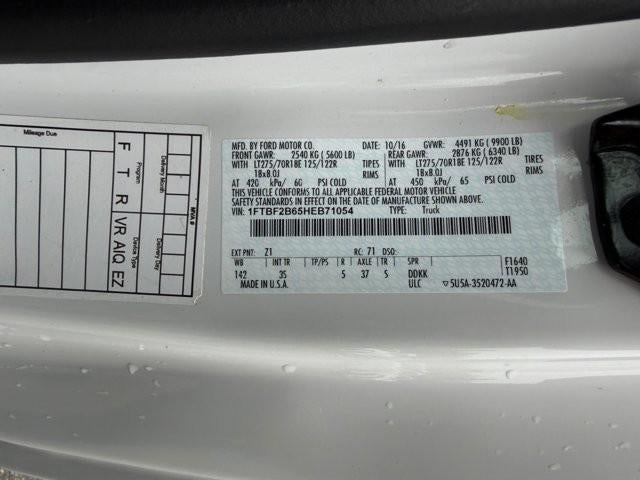 MFD. BY FORD MOTOR CO. 10/16 GVWR: 4491 KG (9900 LB)
FRONT GAWR: 2540 KG (5600 LB) REAR GAWR: 2876 KG (6340 LB)
WITH LT275/70R18E 125/122R TIRES WITH LT275/70R18E 125/122R TIRES
18x8.0J RIMS 18x8.0J RIMS
AT 420 kPa/ 60 PSI COLD AT 450 kPa/ 65 PSI COLD
THIS VEHICLE CONFORMS TO ALL APPLICABLE FEDERAL MOTOR VEHICLE
SAFETY STANDARDS IN EFFECT ON THE DATE OF MANUFACTURE SHOWN ABOVE.
VIN: 1FTBF2B65HEB71054 TYPE: Truck
EXT PNT: Z1 RC: 71 DSO:
WB INT TR TP/PS R AXLE TR SPR F1640
142 35 5 37 S DDKK T1950
MADE IN U.S.A. ULC ▽5U5A-3520472-AA
Mileage Due
MVA #
Delivery Month
Delivery Day
Program
Device Type
F T R VR AIQ EZ